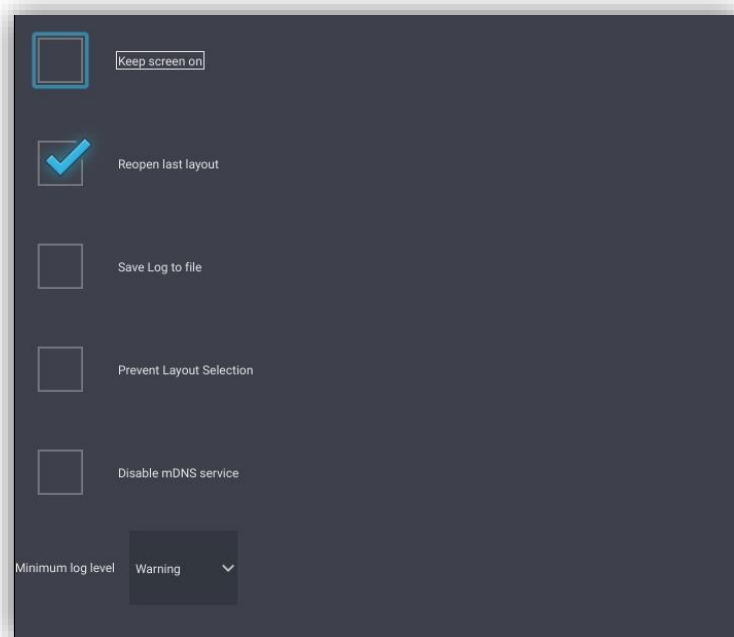 Keep screen on
Reopen last layout
Save Log to file
Prevent Layout Selection
Disable mDNS service
Minimum log level Warning